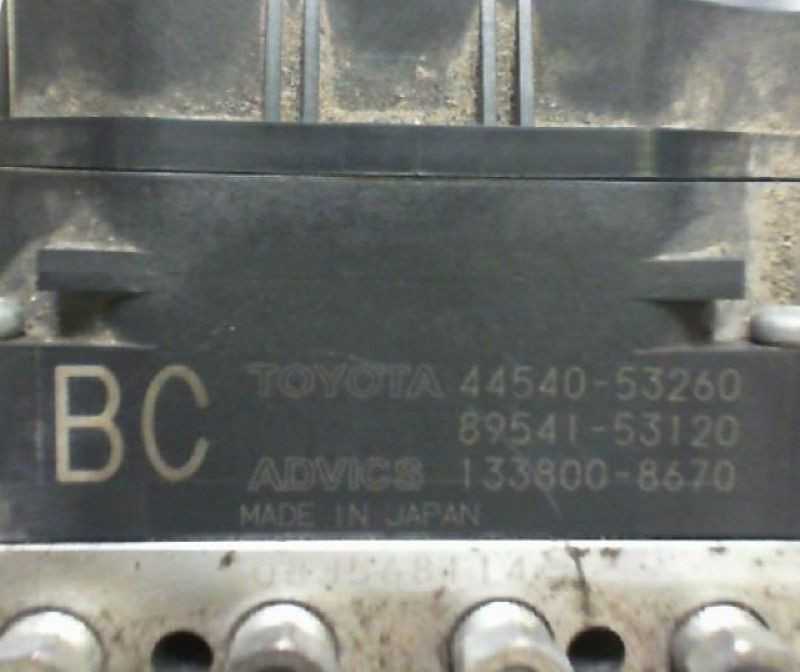 BC TOYOTA 44540-53260
89541-53120
ADVICS 133800-8670
MADE IN JAPAN